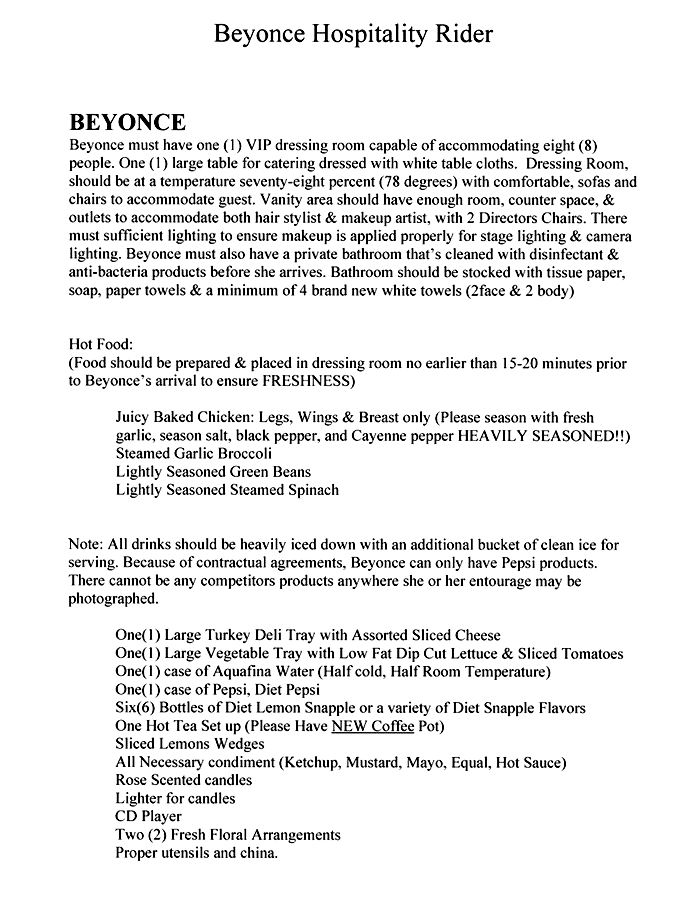 Beyonce Hospitality Rider
BEYONCE
Beyonce must have one (1) VIP dressing room capable of accommodating eight (8)
people. One (1) large table for catering dressed with white table cloths.  Dressing Room,
should be at a temperature seventy-eight percent (78 degrees) with comfortable, sofas and
chairs to accommodate guest. Vanity area should have enough room, counter space, &
outlets to accommodate both hair stylist & makeup artist, with 2 Directors Chairs. There
must sufficient lighting to ensure makeup is applied properly for stage lighting & camera
lighting. Beyonce must also have a private bathroom that's cleaned with disinfectant &
anti-bacteria products before she arrives. Bathroom should be stocked with tissue paper,
soap, paper towels & a minimum of 4 brand new white towels (2face & 2 body)
Hot Food:
(Food should be prepared & placed in dressing room no earlier than 15-20 minutes prior
to Beyonce's arrival to ensure FRESHNESS)
Juicy Baked Chicken: Legs, Wings & Breast only (Please season with fresh
garlic, season salt, black pepper, and Cayenne pepper HEAVILY SEASONED!!)
Steamed Garlic Broccoli
Lightly Seasoned Green Beans
Lightly Seasoned Steamed Spinach
Note: All drinks should be heavily iced down with an additional bucket of clean ice for
serving. Because of contractual agreements, Beyonce can only have Pepsi products.
There cannot be any competitors products anywhere she or her entourage may be
photographed.
One(1) Large Turkey Deli Tray with Assorted Sliced Cheese
One(1) Large Vegetable Tray with Low Fat Dip Cut Lettuce & Sliced Tomatoes
One(1) case of Aquafina Water (Half cold, Half Room Temperature)
One(1) case of Pepsi, Diet Pepsi
Six(6) Bottles of Diet Lemon Snapple or a variety of Diet Snapple Flavors
One Hot Tea Set up (Please Have NEW Coffee Pot)
Sliced Lemons Wedges
All Necessary condiment (Ketchup, Mustard, Mayo, Equal, Hot Sauce)
Rose Scented candles
Lighter for candles
CD Player
Two (2) Fresh Floral Arrangements
Proper utensils and china.